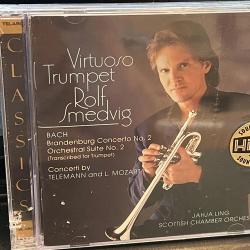 TELARC
CLASSICS
Virtuoso
Trumpet
Rolf
Smedvig
BACH
Brandenburg Concerto No. 2
Orchestral Suite No. 2
(Transcribed for Trumpet)
Concerti by
TELEMANN and L. MOZART
JAHJA LING
SCOTTISH CHAMBER ORCHES